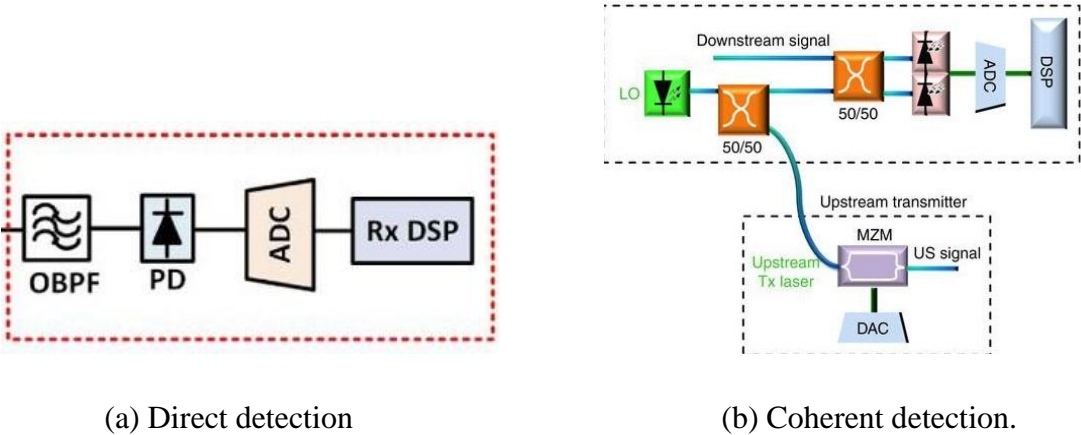 OBPF
PD
ADC
Rx DSP
Downstream signal
LO
50/50
50/50
ADC
DSP
Upstream transmitter
MZM
US signal
Upstream
Tx laser
DAC
(a) Direct detection
(b) Coherent detection.